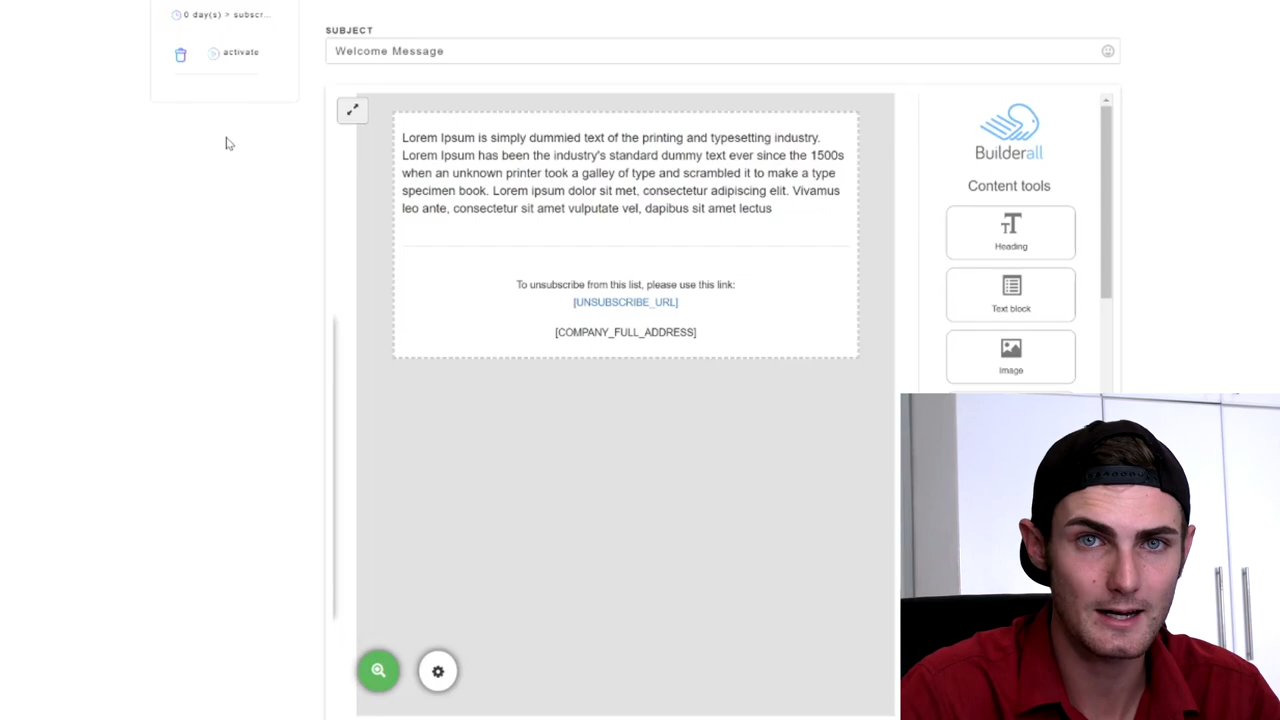 0 day(s) > subscr...
activate
SUBJECT
Welcome Message
Lorem Ipsum is simply dummied text of the printing and typesetting industry.
Lorem Ipsum has been the industry's standard dummy text ever since the 1500s
when an unknown printer took a galley of type and scrambled it to make a type
specimen book. Lorem ipsum dolor sit met, consectetur adipiscing elit. Vivamus
leo ante, consectetur sit amet vulputate vel, dapibus sit amet lectus
To unsubscribe from this list, please use this link:
[UNSUBSCRIBE_URL]
[COMPANY_FULL_ADDRESS]
Builderall
Content tools
Heading
Text block
Image